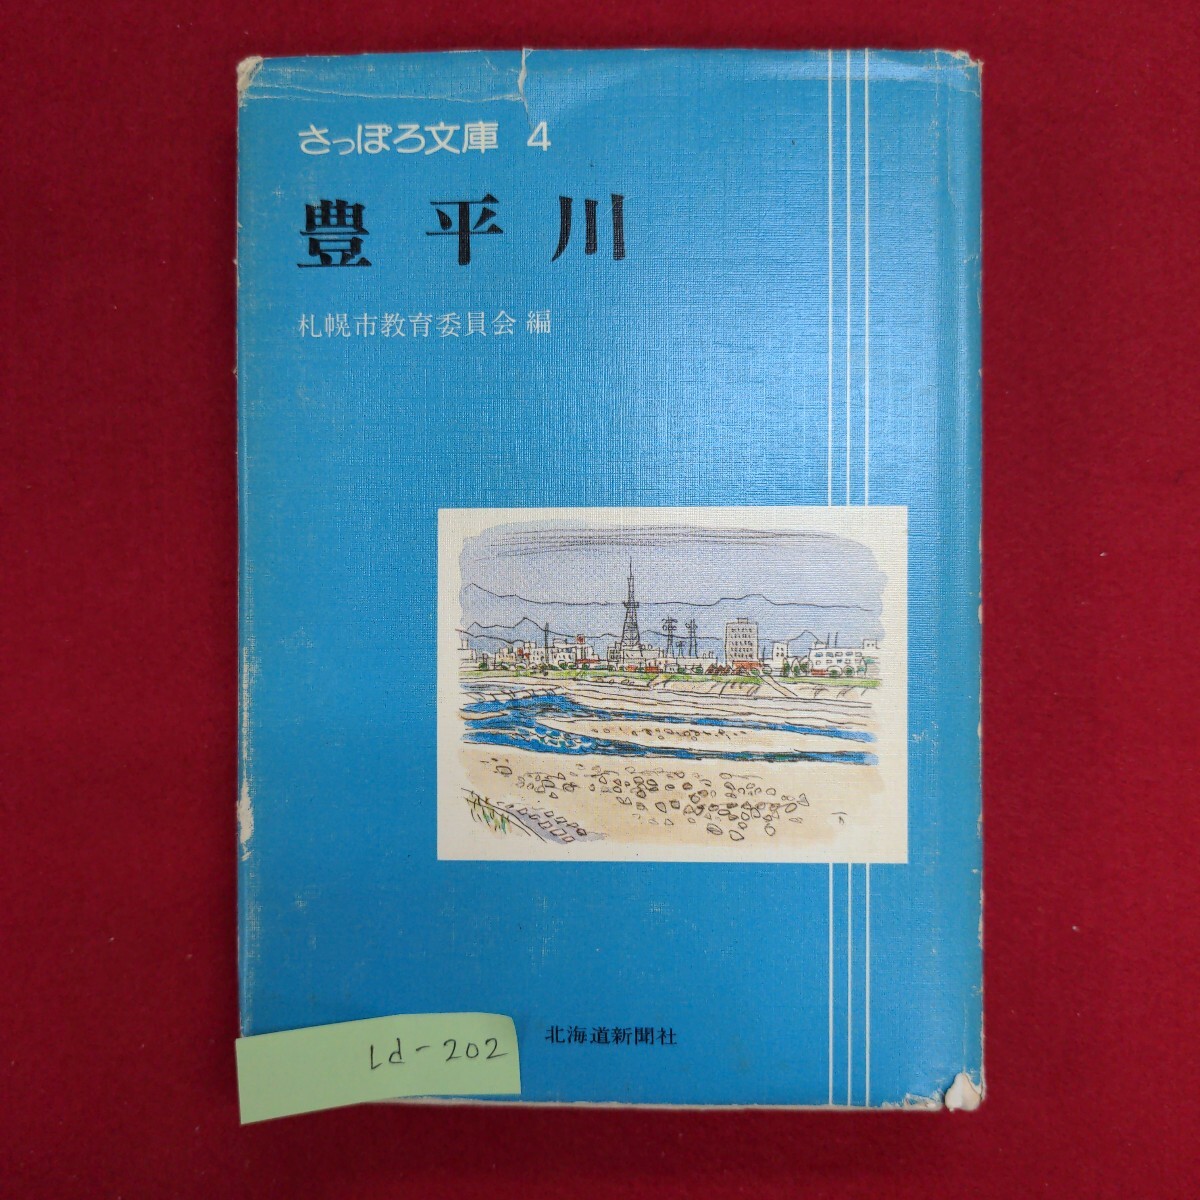 さっぽろ文庫 4
豊平川
札幌市教育委員会 編
北海道新聞社
Ld-202